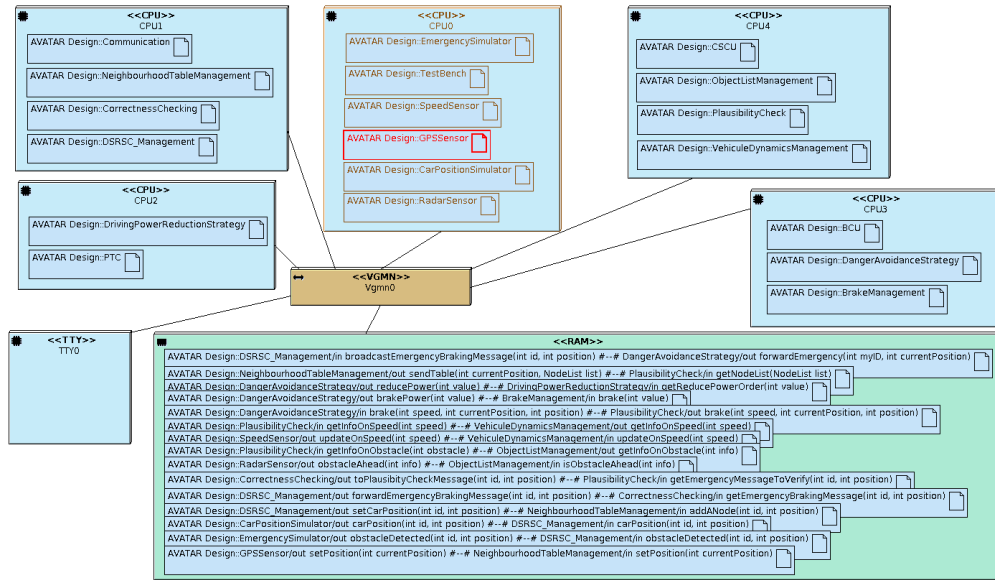 <<CPU>>
CPU1
AVATAR Design::Communication
AVATAR Design::NeighbourhoodTableManagement
AVATAR Design::CorrectnessChecking
AVATAR Design::DSRSC_Management
<<CPU>>
CPU0
AVATAR Design::EmergencySimulator
AVATAR Design::TestBench
AVATAR Design::SpeedSensor
AVATAR Design::GPSSensor
AVATAR Design::CarPositionSimulator
AVATAR Design::RadarSensor
<<CPU>>
CPU4
AVATAR Design::CSCU
AVATAR Design::ObjectListManagement
AVATAR Design::PlausibilityCheck
AVATAR Design::VehiculeDynamicsManagement
<<CPU>>
CPU2
AVATAR Design::DrivingPowerReductionStrategy
AVATAR Design::PTC
<<CPU>>
CPU3
AVATAR Design::BCU
AVATAR Design::DangerAvoidanceStrategy
AVATAR Design::BrakeManagement
<<VGMN>>
Vgmn0
<<TTY>>
TTY0
<<RAM>>
AVATAR Design::DSRSC_Management/in broadcastEmergencyBrakingMessage(int id, int position) #--# DangerAvoidanceStrategy/out forwardEmergency(int myID, int currentPosition)
AVATAR Design::NeighbourhoodTableManagement/out sendTable(int currentPosition, NodeList list) #--# PlausibilityCheck/in getNodeList(NodeList list)
AVATAR Design::DangerAvoidanceStrategy/out reducePower(int value) #--# DrivingPowerReductionStrategy/in getReducePowerOrder(int value)
AVATAR Design::DangerAvoidanceStrategy/out brakePower(int value) #--# BrakeManagement/in brake(int value)
AVATAR Design::DangerAvoidanceStrategy/in brake(int speed, int currentPosition, int position) #--# PlausibilityCheck/out brake(int speed, int currentPosition, int position)
AVATAR Design::PlausibilityCheck/in getInfoOnSpeed(int speed) #--# VehiculeDynamicsManagement/out getInfoOnSpeed(int speed)
AVATAR Design::SpeedSensor/out updateOnSpeed(int speed) #--# VehiculeDynamicsManagement/in updateOnSpeed(int speed)
AVATAR Design::PlausibilityCheck/in getInfoOnObstacle(int obstacle) #--# ObjectListManagement/out getInfoOnObstacle(int info)
AVATAR Design::RadarSensor/out obstacleAhead(int info) #--# ObjectListManagement/in isObstacleAhead(int info)
AVATAR Design::CorrectnessChecking/out toPlausibityCheckMessage(int id, int position) #--# PlausibilityCheck/in getEmergencyMessageToVerify(int id, int position)
AVATAR Design::DSRSC_Management/out forwardEmergencyBrakingMessage(int id, int position) #--# CorrectnessChecking/in getEmergencyBrakingMessage(int id, int position)
AVATAR Design::DSRSC_Management/out setCarPosition(int id, int position) #--# NeighbourhoodTableManagement/in addANode(int id, int position)
AVATAR Design::CarPositionSimulator/out carPosition(int id, int position) #--# DSRSC_Management/in carPosition(int id, int position)
AVATAR Design::EmergencySimulator/out obstacleDetected(int id, int position) #--# DSRSC_Management/in obstacleDetected(int id, int position)
AVATAR Design::GPSSensor/out setPosition(int currentPosition) #--# NeighbourhoodTableManagement/in setPosition(int currentPosition)